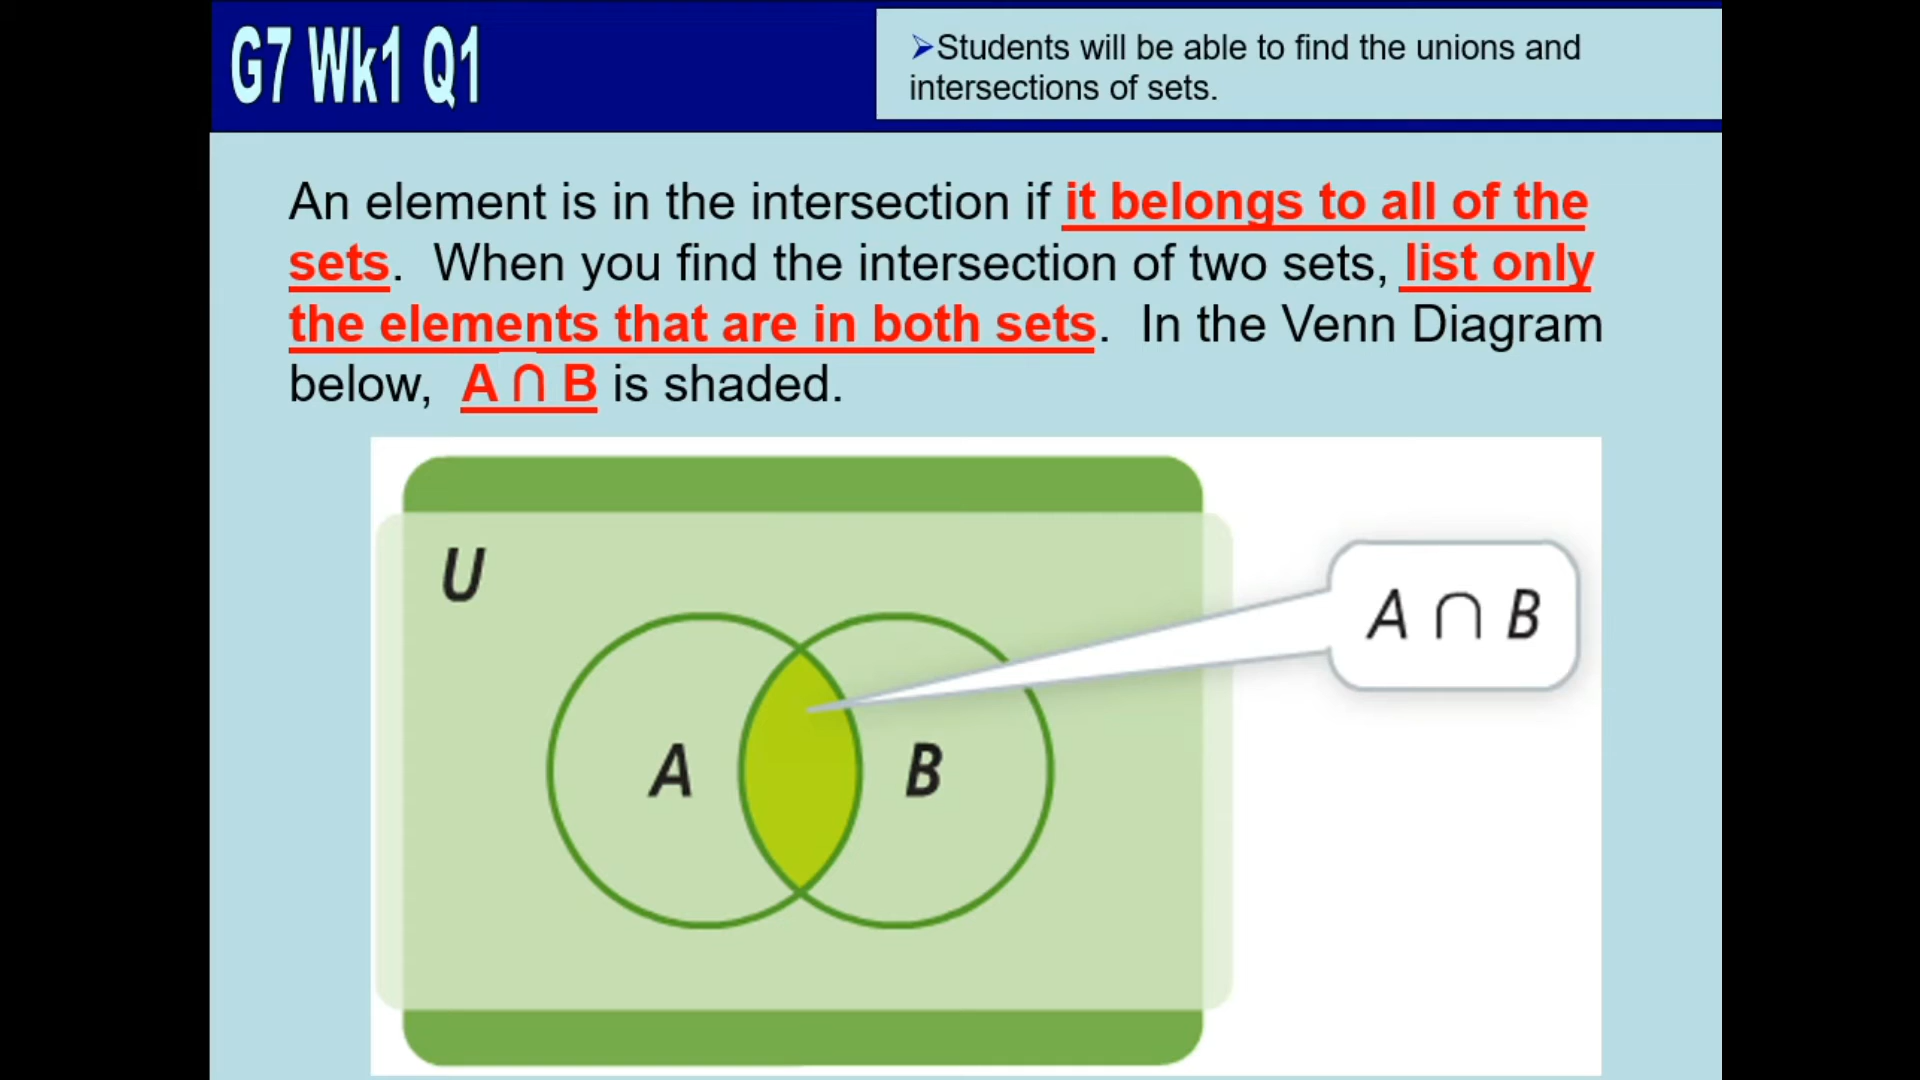 G7 Wk1 Q1
➢Students will be able to find the unions and
intersections of sets.
An element is in the intersection if it belongs to all of the
sets. When you find the intersection of two sets, list only
the elements that are in both sets. In the Venn Diagram
below, A ∩ B is shaded.
U
A ∩ B
A
B